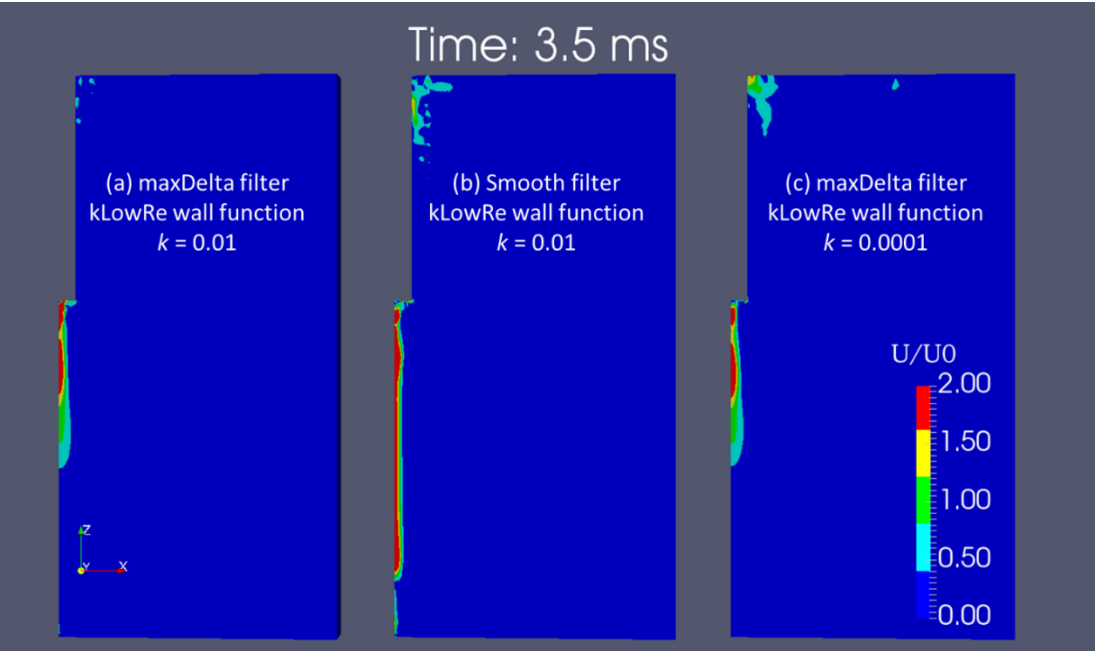 Time: 3.5 ms
(a) maxDelta filter
kLowRe wall function
k = 0.01
(b) Smooth filter
kLowRe wall function
k = 0.01
(c) maxDelta filter
kLowRe wall function
k = 0.0001
U/U0
2.00
1.50
1.00
0.50
0.00
Z
Y X